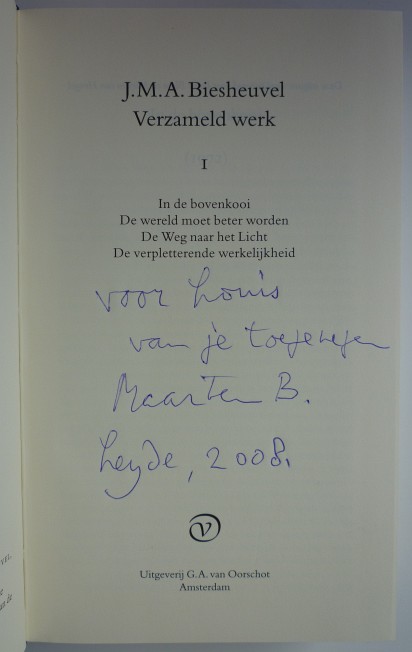 J.M.A. Biesheuvel
Verzameld werk
I
In de bovenkooi
De wereld moet beter worden
De Weg naar het Licht
De verpletterende werkelijkheid
voor Louis
van je toegenegen
Maarten B.
Leyde, 2008.
V
Uitgeverij G.A. van Oorschot
Amsterdam